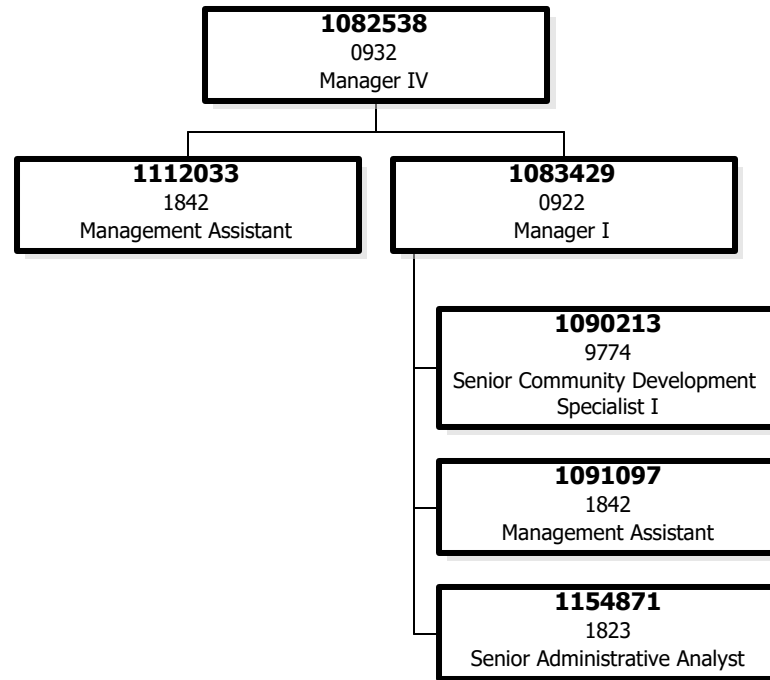 1082538
0932
Manager IV
1112033
1842
Management Assistant
1083429
0922
Manager I
1090213
9774
Senior Community Development
Specialist I
1091097
1842
Management Assistant
1154871
1823
Senior Administrative Analyst